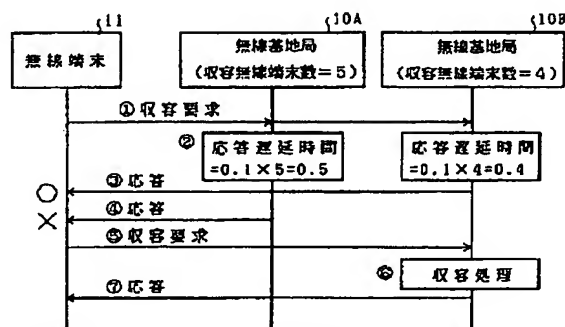 11
10A
10B
無線端末
無線基地局
(収容無線端末数=5)
無線基地局
(収容無線端末数=4)
①収容要求
②
応答遅延時間
=0.1×5=0.5
応答遅延時間
=0.1×4=0.4
○
③応答
×
④応答
⑤収容要求
⑥
収容処理
⑦応答